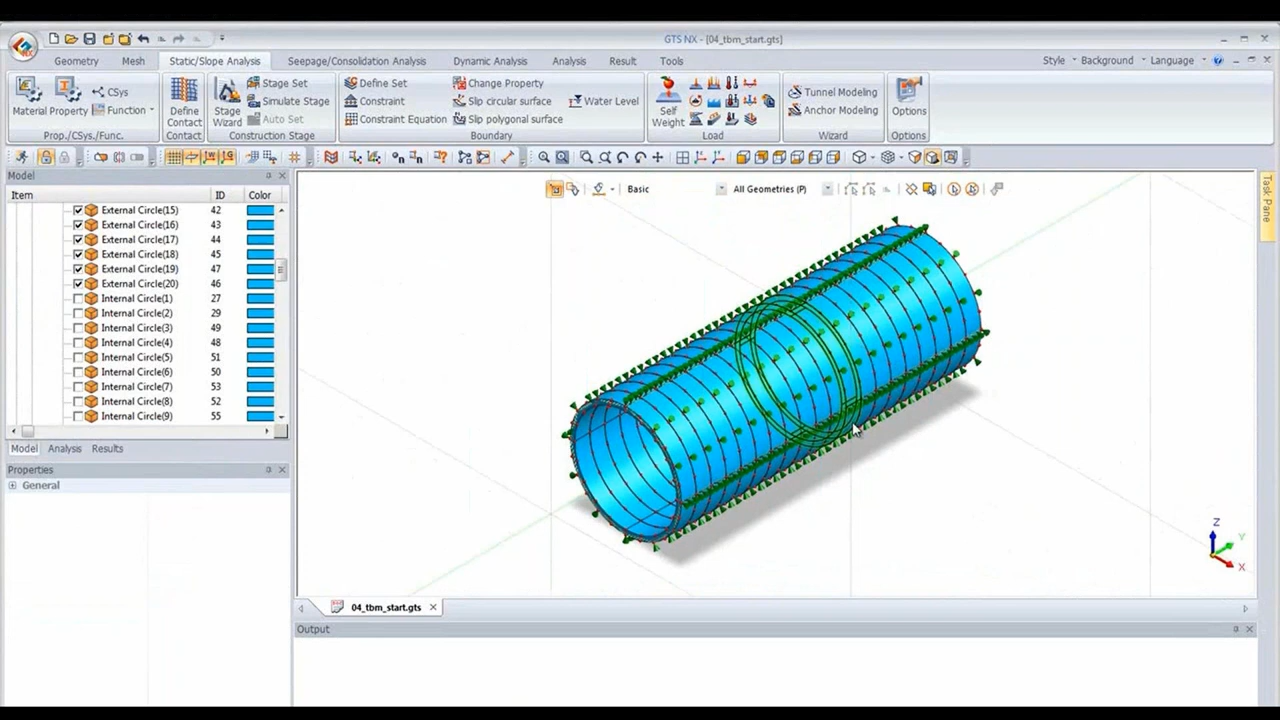 GTS NX - [04_tbm_start.gts]
Geometry Mesh Static/Slope Analysis Seepage/Consolidation Analysis Dynamic Analysis Analysis Result Tools Style Background Language
Material Property CSys Function
Prop./CSys./Func.
Define Contact
Contact
Stage Wizard Stage Set Simulate Stage Auto Set
Construction Stage
Define Set Change Property
Constraint Slip circular surface Water Level
Constraint Equation Slip polygonal surface
Boundary
Self Weight
Load
Tunnel Modeling
Anchor Modeling
Wizard
Options
Options
Model
Item ID Color
External Circle(15) 42
External Circle(16) 43
External Circle(17) 44
External Circle(18) 45
External Circle(19) 47
External Circle(20) 46
Internal Circle(1) 27
Internal Circle(2) 29
Internal Circle(3) 49
Internal Circle(4) 48
Internal Circle(5) 51
Internal Circle(6) 50
Internal Circle(7) 53
Internal Circle(8) 52
Internal Circle(9) 55
Model Analysis Results
Properties
General
Basic All Geometries (P)
Task Pane
Z
Y
X
04_tbm_start.gts
Output